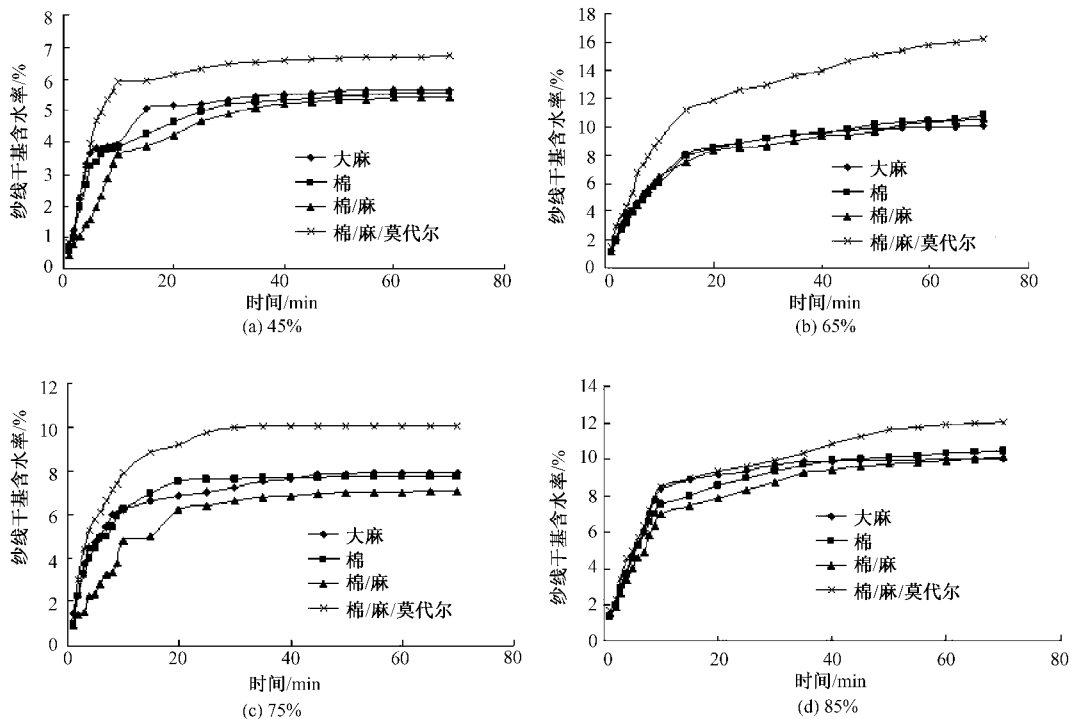 纱线干基含水率/%
8
7
6
5
4
3
2
1
0
大麻
棉
棉/麻
棉/麻/莫代尔
0 20 40 60 80
时间/min
(a) 45%
纱线干基含水率/%
18
16
14
12
10
8
6
4
2
0
大麻
棉
棉/麻
棉/麻/莫代尔
0 20 40 60 80
时间/min
(b) 65%
纱线干基含水率/%
12
10
8
6
4
2
0
大麻
棉
棉/麻
棉/麻/莫代尔
0 20 40 60 80
时间/min
(c) 75%
纱线干基含水率/%
14
12
10
8
6
4
2
0
大麻
棉
棉/麻
棉/麻/莫代尔
0 20 40 60 80
时间/min
(d) 85%